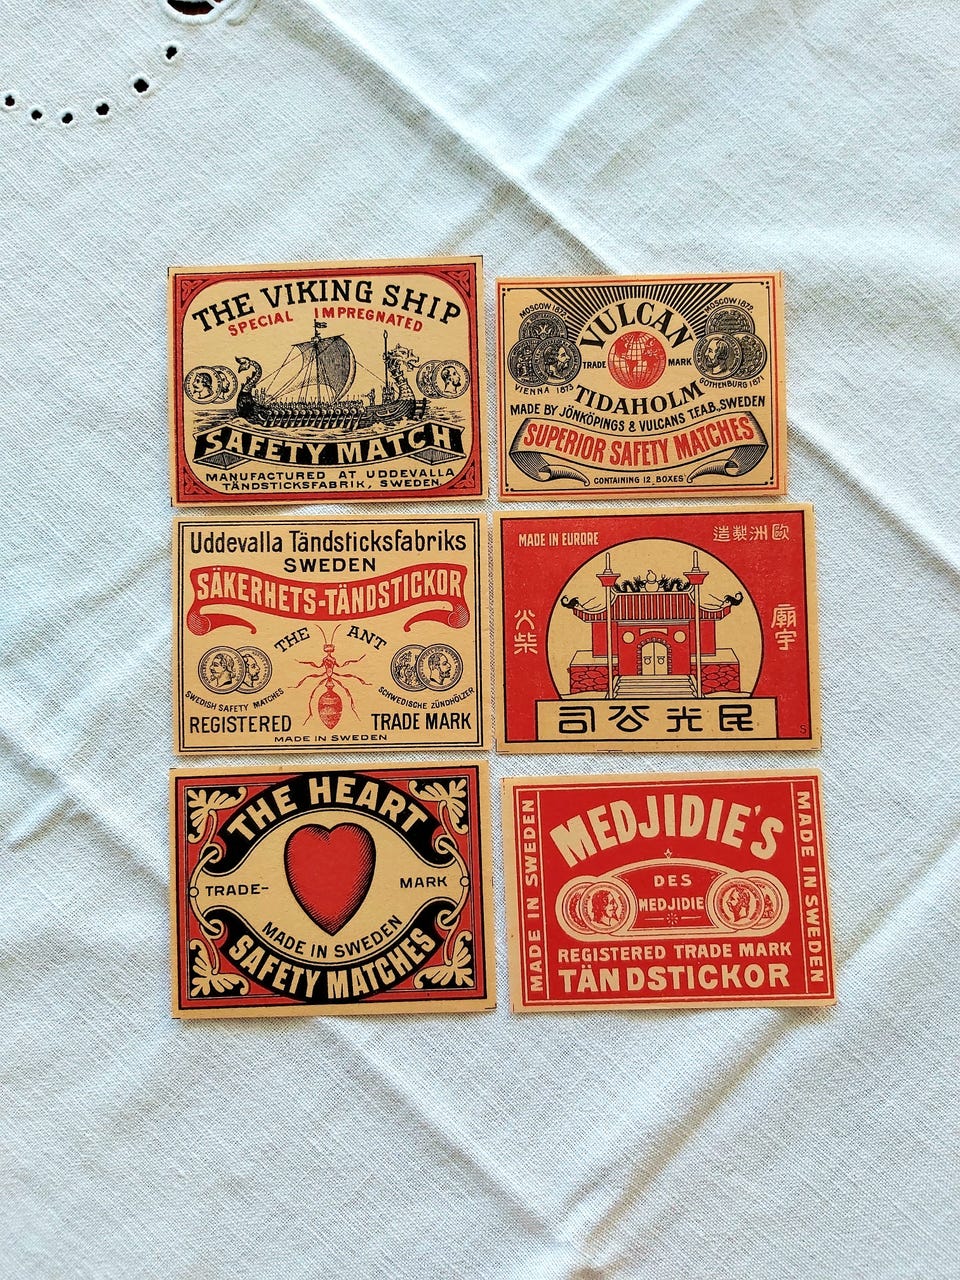 THE VIKING SHIP
SPECIAL IMPREGNATED
SAFETY MATCH
MANUFACTURED AT UDDEVALLA
TÄNDSTICKSFABRIK, SWEDEN.
MOSCOW 1872
MOSCOW 1872
VULCAN
TRADE MARK
VIENNA 1873
GOTHENBURG 1871
TIDAHOLM
MADE BY JÖNKÖPINGS & VULCANS T.F.A.B., SWEDEN
SUPERIOR SAFETY MATCHES
CONTAINING 12 BOXES
Uddevalla Tändsticksfabriks
SWEDEN
SÄKERHETS-TÄNDSTICKOR
THE ANT
SWEDISH SAFETY MATCHES
SCHWEDISCHE ZÜNDHÖLZER
REGISTERED TRADE MARK
MADE IN SWEDEN
MADE IN EURORE
造製洲歐
火柴
廟宇
司公光民
S
THE HEART
TRADE- MARK
MADE IN SWEDEN
SAFETY MATCHES
MADE IN SWEDEN
MEDJIDIE'S
MADE IN SWEDEN
DES
MEDJIDIE
REGISTERED TRADE MARK
TÄNDSTICKOR